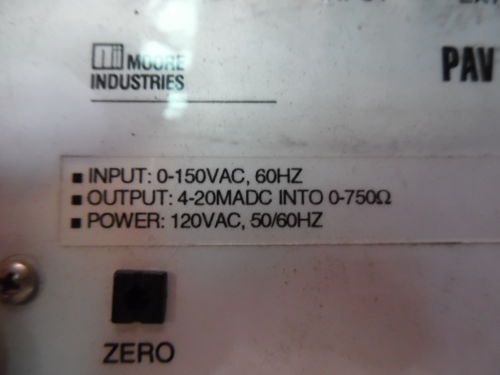 MOORE
INDUSTRIES
PAV
INPUT: 0-150VAC, 60HZ
OUTPUT: 4-20MADC INTO 0-750Ω
POWER: 120VAC, 50/60HZ
ZERO